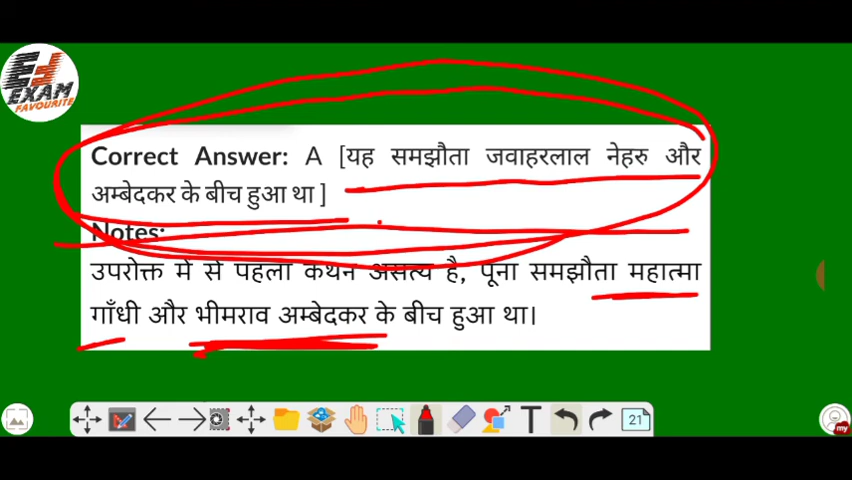 EXAM
FAVOURITE
Correct Answer: A [यह समझौता जवाहरलाल नेहरु और
अम्बेदकर के बीच हुआ था ]
Notes:
उपरोक्त में से पहला कथन असत्य है, पूना समझौता महात्मा
गाँधी और भीमराव अम्बेदकर के बीच हुआ था।
T
21
my